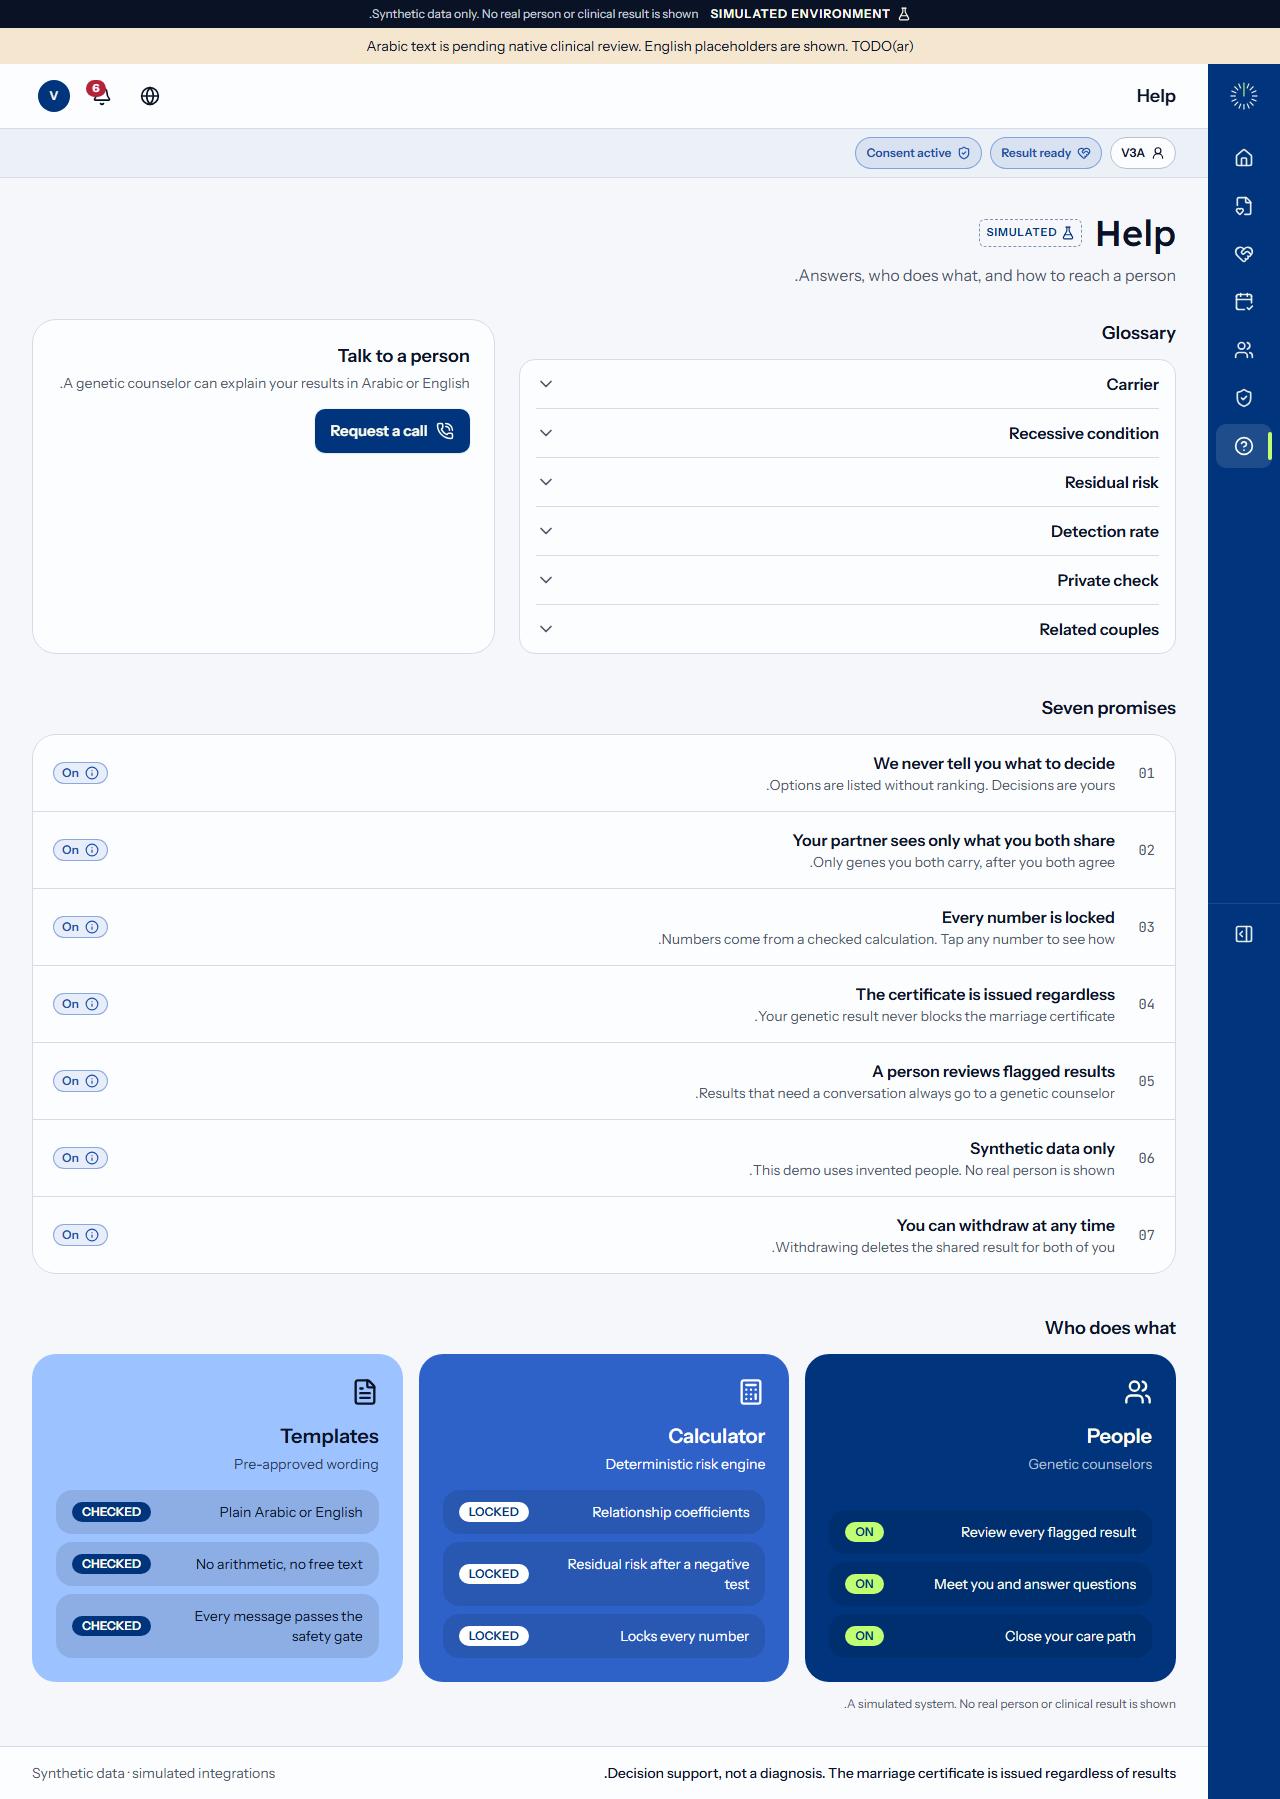 SIMULATED ENVIRONMENT Synthetic data only. No real person or clinical result is shown.
Arabic text is pending native clinical review. English placeholders are shown. TODO(ar)
Help
6
V
V3A
Result ready
Consent active
Help
SIMULATED
Answers, who does what, and how to reach a person.
Glossary
Carrier
Recessive condition
Residual risk
Detection rate
Private check
Related couples
Talk to a person
A genetic counselor can explain your results in Arabic or English.
Request a call
Seven promises
01
We never tell you what to decide
Options are listed without ranking. Decisions are yours.
On
02
Your partner sees only what you both share
Only genes you both carry, after you both agree.
On
03
Every number is locked
Numbers come from a checked calculation. Tap any number to see how.
On
04
The certificate is issued regardless
Your genetic result never blocks the marriage certificate.
On
05
A person reviews flagged results
Results that need a conversation always go to a genetic counselor.
On
06
Synthetic data only
This demo uses invented people. No real person is shown.
On
07
You can withdraw at any time
Withdrawing deletes the shared result for both of you.
On
Who does what
People
Genetic counselors
Review every flagged result
ON
Meet you and answer questions
ON
Close your care path
ON
Calculator
Deterministic risk engine
Relationship coefficients
LOCKED
Residual risk after a negative
test
LOCKED
Locks every number
LOCKED
Templates
Pre-approved wording
Plain Arabic or English
CHECKED
No arithmetic, no free text
CHECKED
Every message passes the
safety gate
CHECKED
A simulated system. No real person or clinical result is shown.
Decision support, not a diagnosis. The marriage certificate is issued regardless of results.
Synthetic data · simulated integrations